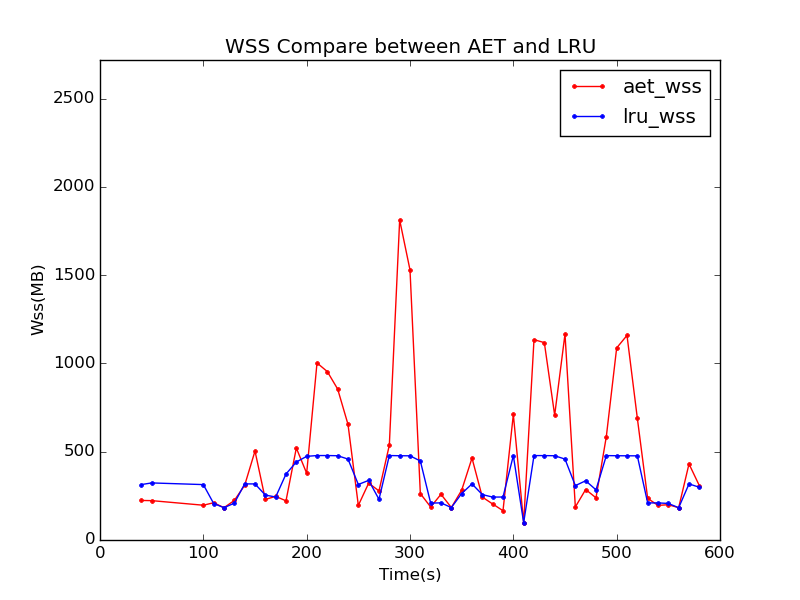 WSS Compare between AET and LRU
aet_wss
lru_wss
2500
2000
1500
1000
500
0
Wss(MB)
0 100 200 300 400 500 600
Time(s)